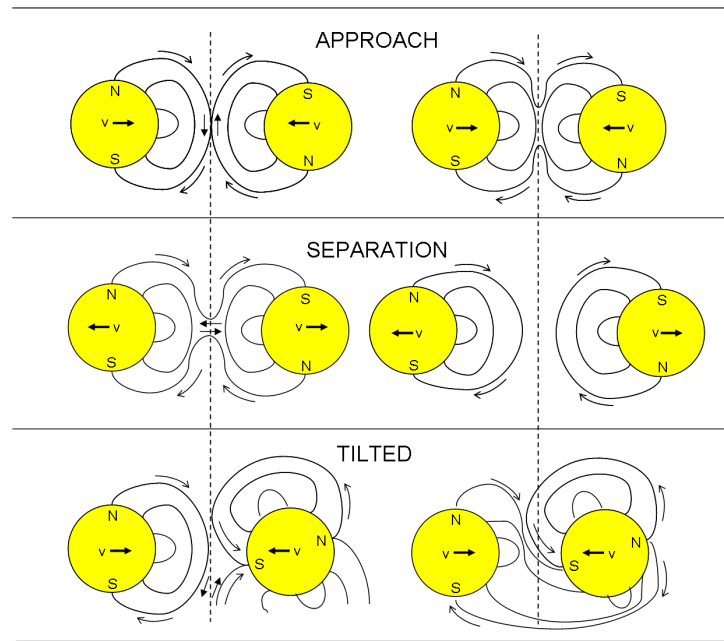 APPROACH
N S N S
v v v v
S N S N
SEPARATION
N S N S
v v v v
S N S N
TILTED
N N N N
v v v v
S S S S